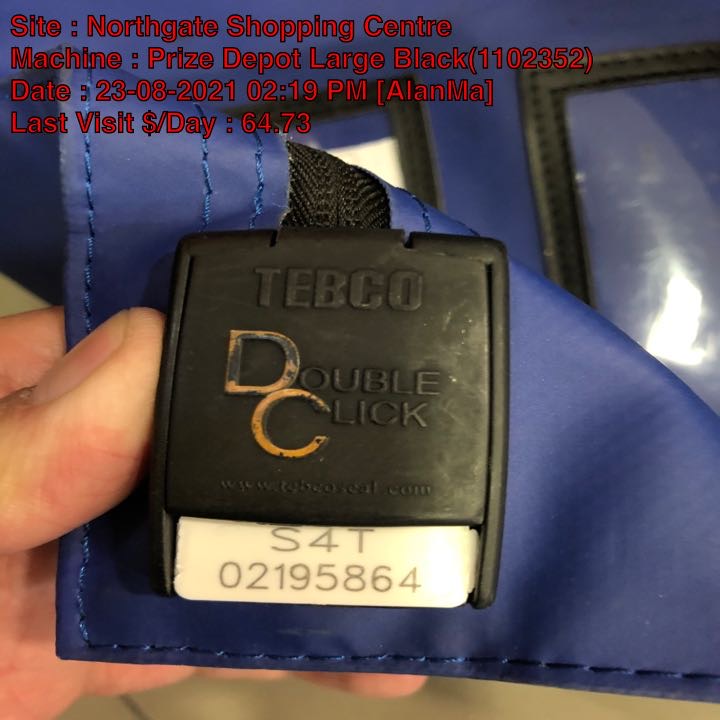 Site : Northgate Shopping Centre
Machine : Prize Depot Large Black(1102352)
Date : 23-08-2021 02:19 PM [AlanMa]
Last Visit $/Day : 64.73
TEBCO
DOUBLE
CLICK
www.tebcoseal.com
S4T
02195864